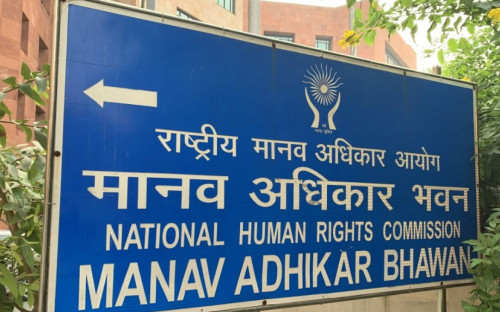 राष्ट्रीय मानव अधिकार आयोग
मानव अधिकार भवन
NATIONAL HUMAN RIGHTS COMMISSION
MANAV ADHIKAR BHAWAN